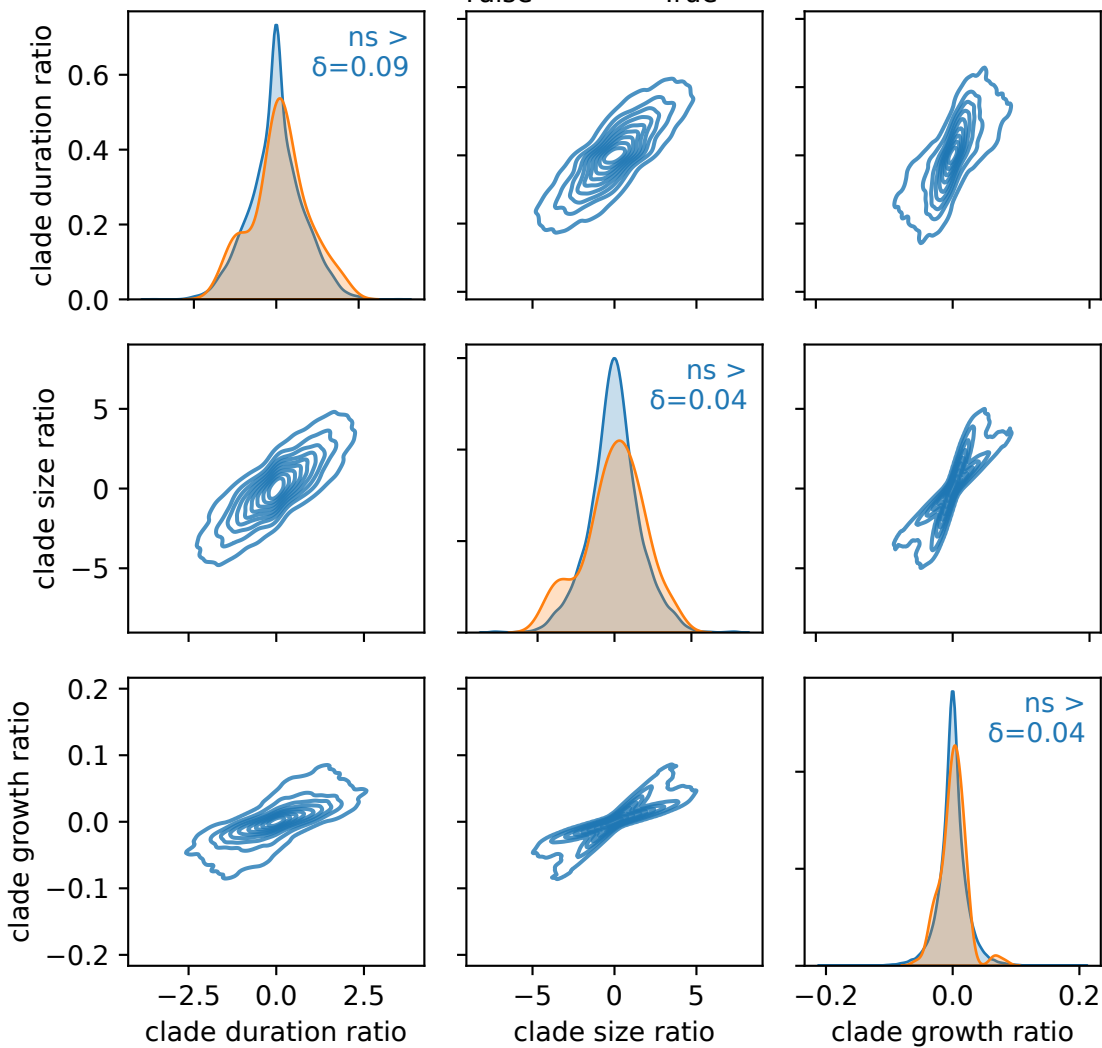 False True
clade duration ratio
0.6
0.4
0.2
0.0
ns >
δ=0.09
clade size ratio
5
0
−5
ns >
δ=0.04
clade growth ratio
0.2
0.1
0.0
−0.1
−0.2
ns >
δ=0.04
−2.5 0.0 2.5
−5 0 5
−0.2 0.0 0.2
clade duration ratio
clade size ratio
clade growth ratio